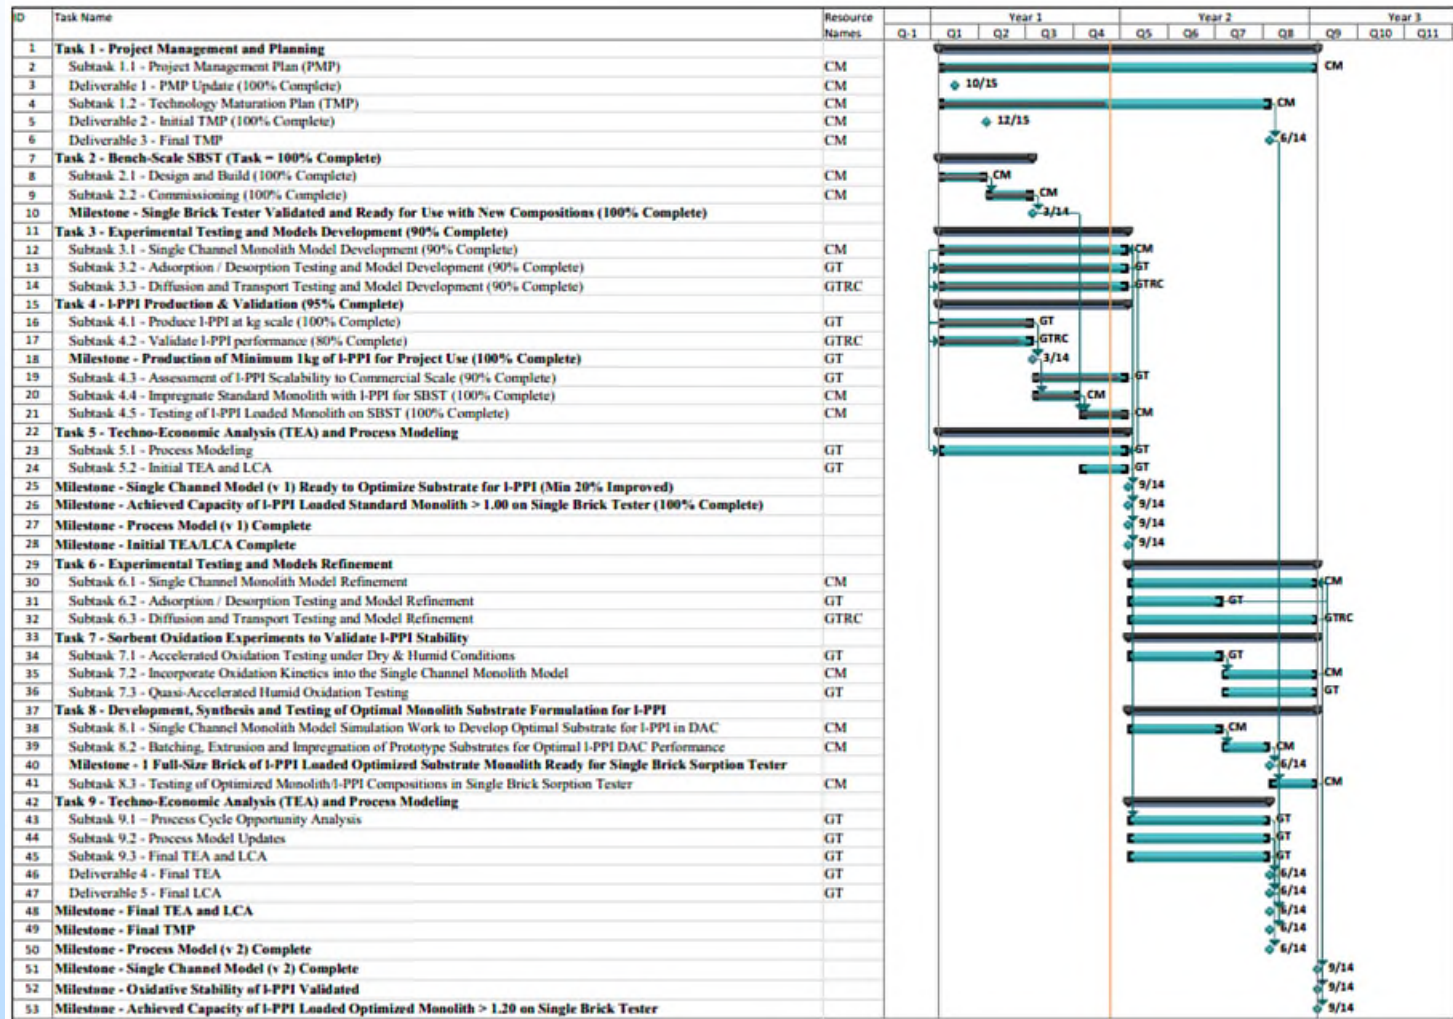 ID Task Name Resource Names Year 1 Year 2 Year 3
Q-1 Q1 Q2 Q3 Q4 Q5 Q6 Q7 Q8 Q9 Q10 Q11
1 Task 1 - Project Management and Planning
2 Subtask 1.1 - Project Management Plan (PMP) CM CM
3 Deliverable 1 - PMP Update (100% Complete) CM 10/15
4 Subtask 1.2 - Technology Maturation Plan (TMP) CM CM
5 Deliverable 2 - Initial TMP (100% Complete) CM 12/15
6 Deliverable 3 - Final TMP CM 6/14
7 Task 2 - Bench-Scale SBST (Task = 100% Complete)
8 Subtask 2.1 - Design and Build (100% Complete) CM CM
9 Subtask 2.2 - Commissioning (100% Complete) CM CM
10 Milestone - Single Brick Tester Validated and Ready for Use with New Compositions (100% Complete) 3/14
11 Task 3 - Experimental Testing and Models Development (90% Complete)
12 Subtask 3.1 - Single Channel Monolith Model Development (90% Complete) CM CM
13 Subtask 3.2 - Adsorption / Desorption Testing and Model Development (90% Complete) GT GT
14 Subtask 3.3 - Diffusion and Transport Testing and Model Development (90% Complete) GTRC GTRC
15 Task 4 - l-PPI Production & Validation (95% Complete)
16 Subtask 4.1 - Produce l-PPI at kg scale (100% Complete) GT GT
17 Subtask 4.2 - Validate l-PPI performance (80% Complete) GTRC GTRC
18 Milestone - Production of Minimum 1kg of l-PPI for Project Use (100% Complete) GT 3/14
19 Subtask 4.3 - Assessment of l-PPI Scalability to Commercial Scale (90% Complete) GT GT
20 Subtask 4.4 - Impregnate Standard Monolith with l-PPI for SBST (100% Complete) CM CM
21 Subtask 4.5 - Testing of l-PPI Loaded Monolith on SBST (100% Complete) CM CM
22 Task 5 - Techno-Economic Analysis (TEA) and Process Modeling
23 Subtask 5.1 - Process Modeling GT GT
24 Subtask 5.2 - Initial TEA and LCA GT GT
25 Milestone - Single Channel Model (v 1) Ready to Optimize Substrate for l-PPI (Min 20% Improved) 9/14
26 Milestone - Achieved Capacity of l-PPI Loaded Standard Monolith > 1.00 on Single Brick Tester (100% Complete) 9/14
27 Milestone - Process Model (v 1) Complete 9/14
28 Milestone - Initial TEA/LCA Complete 9/14
29 Task 6 - Experimental Testing and Models Refinement
30 Subtask 6.1 - Single Channel Monolith Model Refinement CM CM
31 Subtask 6.2 - Adsorption / Desorption Testing and Model Refinement GT GT
32 Subtask 6.3 - Diffusion and Transport Testing and Model Refinement GTRC GTRC
33 Task 7 - Sorbent Oxidation Experiments to Validate l-PPI Stability
34 Subtask 7.1 - Accelerated Oxidation Testing under Dry & Humid Conditions GT GT
35 Subtask 7.2 - Incorporate Oxidation Kinetics into the Single Channel Monolith Model CM CM
36 Subtask 7.3 - Quasi-Accelerated Humid Oxidation Testing GT GT
37 Task 8 - Development, Synthesis and Testing of Optimal Monolith Substrate Formulation for l-PPI
38 Subtask 8.1 - Single Channel Monolith Model Simulation Work to Develop Optimal Substrate for l-PPI in DAC CM CM
39 Subtask 8.2 - Batching, Extrusion and Impregnation of Prototype Substrates for Optimal l-PPI DAC Performance CM CM
40 Milestone - 1 Full-Size Brick of l-PPI Loaded Optimized Substrate Monolith Ready for Single Brick Sorption Tester 6/14
41 Subtask 8.3 - Testing of Optimized Monolith/l-PPI Compositions in Single Brick Sorption Tester CM CM
42 Task 9 - Techno-Economic Analysis (TEA) and Process Modeling
43 Subtask 9.1 – Process Cycle Opportunity Analysis GT GT
44 Subtask 9.2 - Process Model Updates GT GT
45 Subtask 9.3 - Final TEA and LCA GT GT
46 Deliverable 4 - Final TEA GT 6/14
47 Deliverable 5 - Final LCA GT 6/14
48 Milestone - Final TEA and LCA 6/14
49 Milestone - Final TMP 6/14
50 Milestone - Process Model (v 2) Complete 6/14
51 Milestone - Single Channel Model (v 2) Complete 9/14
52 Milestone - Oxidative Stability of l-PPI Validated 9/14
53 Milestone - Achieved Capacity of l-PPI Loaded Optimized Monolith > 1.20 on Single Brick Tester 9/14